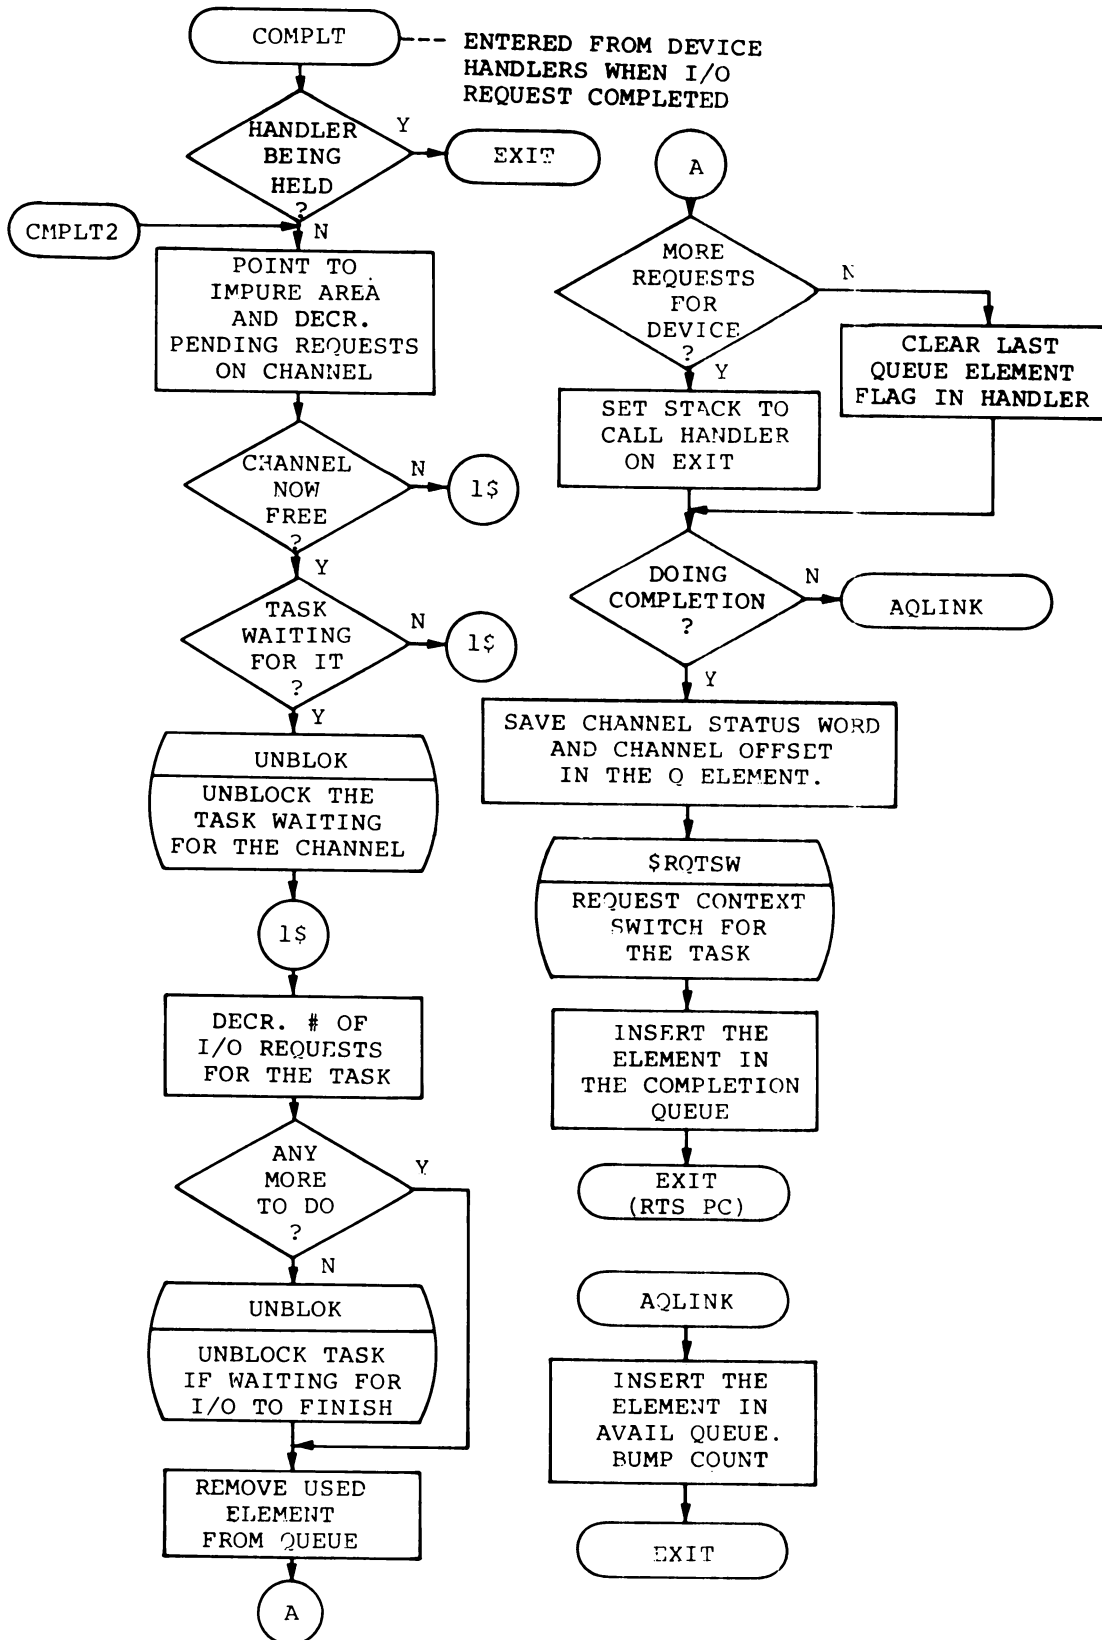 COMPLT
ENTERED FROM DEVICE
HANDLERS WHEN I/O
REQUEST COMPLETED
HANDLER
BEING
HELD
?
Y
EXIT
CMPLT2
N
POINT TO
IMPURE AREA
AND DECR.
PENDING REQUESTS
ON CHANNEL
CHANNEL
NOW
FREE
?
N
1$
Y
TASK
WAITING
FOR IT
?
N
1$
Y
UNBLOK
UNBLOCK THE
TASK WAITING
FOR THE CHANNEL
1$
DECR. # OF
I/O REQUESTS
FOR THE TASK
ANY
MORE
TO DO
?
Y
N
UNBLOK
UNBLOCK TASK
IF WAITING FOR
I/O TO FINISH
REMOVE USED
ELEMENT
FROM QUEUE
A
A
MORE
REQUESTS
FOR
DEVICE
?
N
CLEAR LAST
QUEUE ELEMENT
FLAG IN HANDLER
Y
SET STACK TO
CALL HANDLER
ON EXIT
DOING
COMPLETION
?
N
AQLINK
Y
SAVE CHANNEL STATUS WORD
AND CHANNEL OFFSET
IN THE Q ELEMENT.
$RQTSW
REQUEST CONTEXT
SWITCH FOR
THE TASK
INSERT THE
ELEMENT IN
THE COMPLETION
QUEUE
EXIT
(RTS PC)
AQLINK
INSERT THE
ELEMENT IN
AVAIL QUEUE.
BUMP COUNT
EXIT